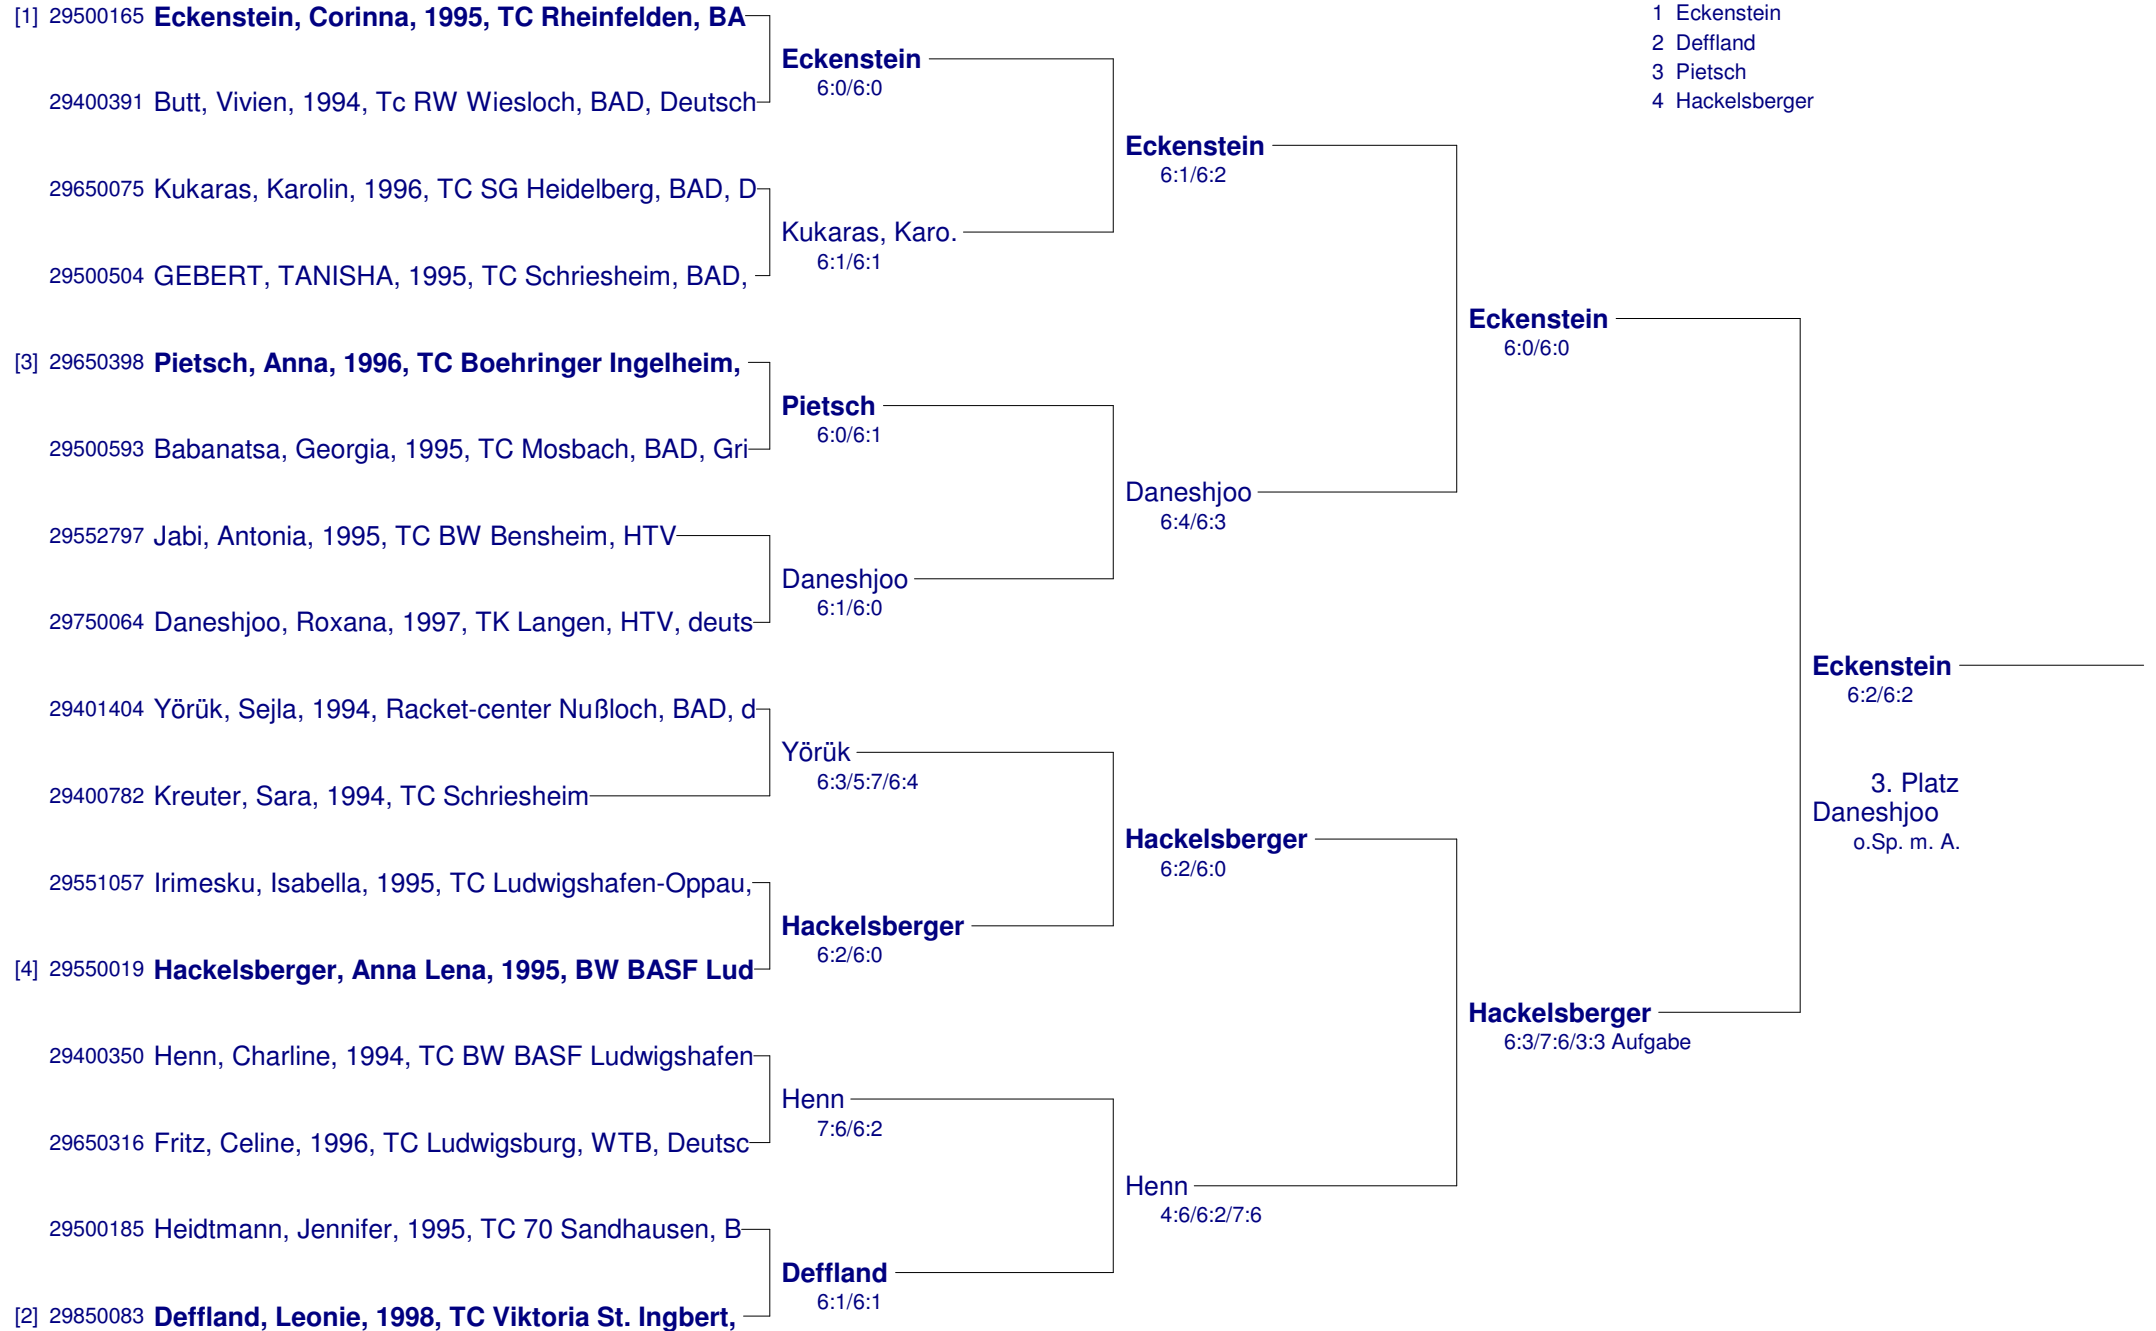 [1] 29500165 Eckenstein, Corinna, 1995, TC Rheinfelden, BA
29400391 Butt, Vivien, 1994, Tc RW Wiesloch, BAD, Deutsch
29650075 Kukaras, Karolin, 1996, TC SG Heidelberg, BAD, D
29500504 GEBERT, TANISHA, 1995, TC Schriesheim, BAD,
[3] 29650398 Pietsch, Anna, 1996, TC Boehringer Ingelheim,
29500593 Babanatsa, Georgia, 1995, TC Mosbach, BAD, Gri
29552797 Jabi, Antonia, 1995, TC BW Bensheim, HTV
29750064 Daneshjoo, Roxana, 1997, TK Langen, HTV, deuts
29401404 Yörük, Sejla, 1994, Racket-center Nußloch, BAD, d
29400782 Kreuter, Sara, 1994, TC Schriesheim
29551057 Irimesku, Isabella, 1995, TC Ludwigshafen-Oppau,
[4] 29550019 Hackelsberger, Anna Lena, 1995, BW BASF Lud
29400350 Henn, Charline, 1994, TC BW BASF Ludwigshafen
29650316 Fritz, Celine, 1996, TC Ludwigsburg, WTB, Deutsc
29500185 Heidtmann, Jennifer, 1995, TC 70 Sandhausen, B
[2] 29850083 Deffland, Leonie, 1998, TC Viktoria St. Ingbert,
Eckenstein
6:0/6:0
Kukaras, Karo.
6:1/6:1
Pietsch
6:0/6:1
Daneshjoo
6:1/6:0
Yörük
6:3/5:7/6:4
Hackelsberger
6:2/6:0
Henn
7:6/6:2
Deffland
6:1/6:1
Eckenstein
6:1/6:2
Daneshjoo
6:4/6:3
Hackelsberger
6:2/6:0
Henn
4:6/6:2/7:6
Eckenstein
6:0/6:0
Hackelsberger
6:3/7:6/3:3 Aufgabe
1 Eckenstein
2 Deffland
3 Pietsch
4 Hackelsberger
Eckenstein
6:2/6:2
3. Platz
Daneshjoo
o.Sp. m. A.